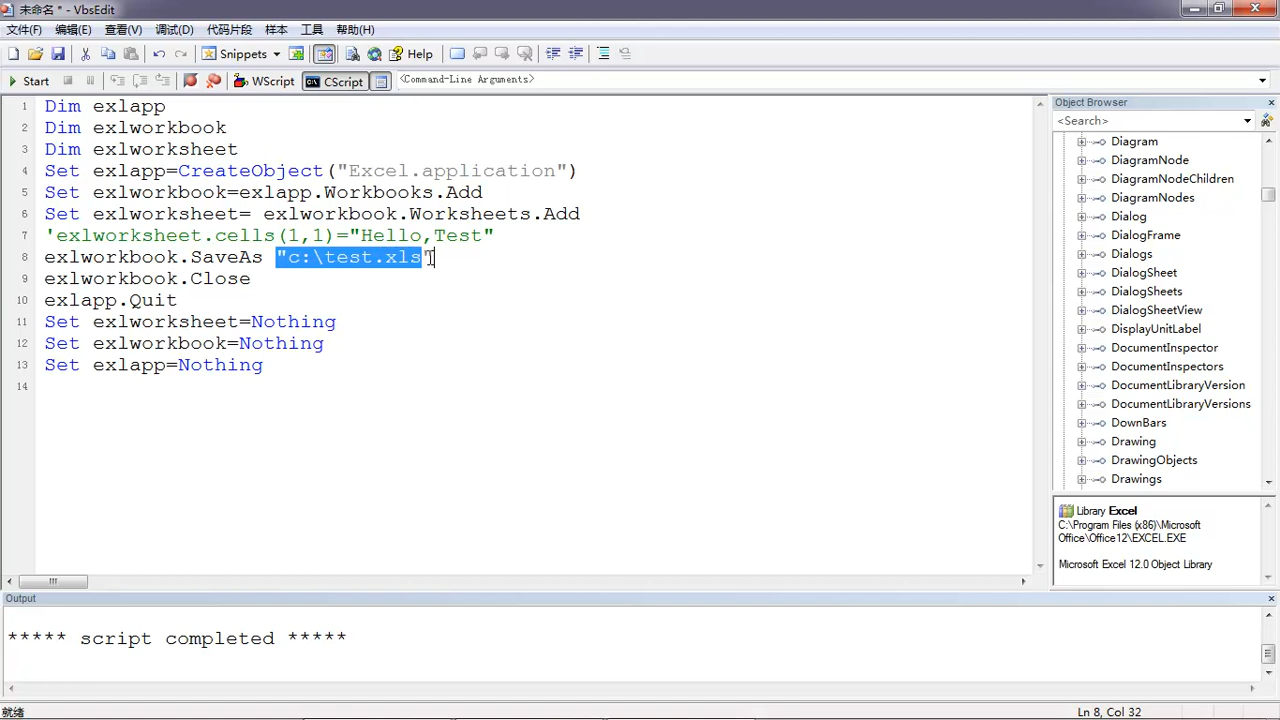 未命名 * - VbsEdit
文件(F) 编辑(E) 查看(V) 调试(D) 代码片段 样本 工具 帮助(H)
Snippets Help
Start WScript CScript <Command-Line Arguments>
1 Dim exlapp
2 Dim exlworkbook
3 Dim exlworksheet
4 Set exlapp=CreateObject("Excel.application")
5 Set exlworkbook=exlapp.Workbooks.Add
6 Set exlworksheet= exlworkbook.Worksheets.Add
7 'exlworksheet.cells(1,1)="Hello,Test"
8 exlworkbook.SaveAs "c:\test.xls"
9 exlworkbook.Close
10 exlapp.Quit
11 Set exlworksheet=Nothing
12 Set exlworkbook=Nothing
13 Set exlapp=Nothing
14
Object Browser
<Search>
Diagram
DiagramNode
DiagramNodeChildren
DiagramNodes
Dialog
DialogFrame
Dialogs
DialogSheet
DialogSheets
DialogSheetView
DisplayUnitLabel
DocumentInspector
DocumentInspectors
DocumentLibraryVersion
DocumentLibraryVersions
DownBars
Drawing
DrawingObjects
Drawings
Library Excel
C:\Program Files (x86)\Microsoft
Office\Office12\EXCEL.EXE
Microsoft Excel 12.0 Object Library
Output
***** script completed *****
就绪 Ln 8, Col 32